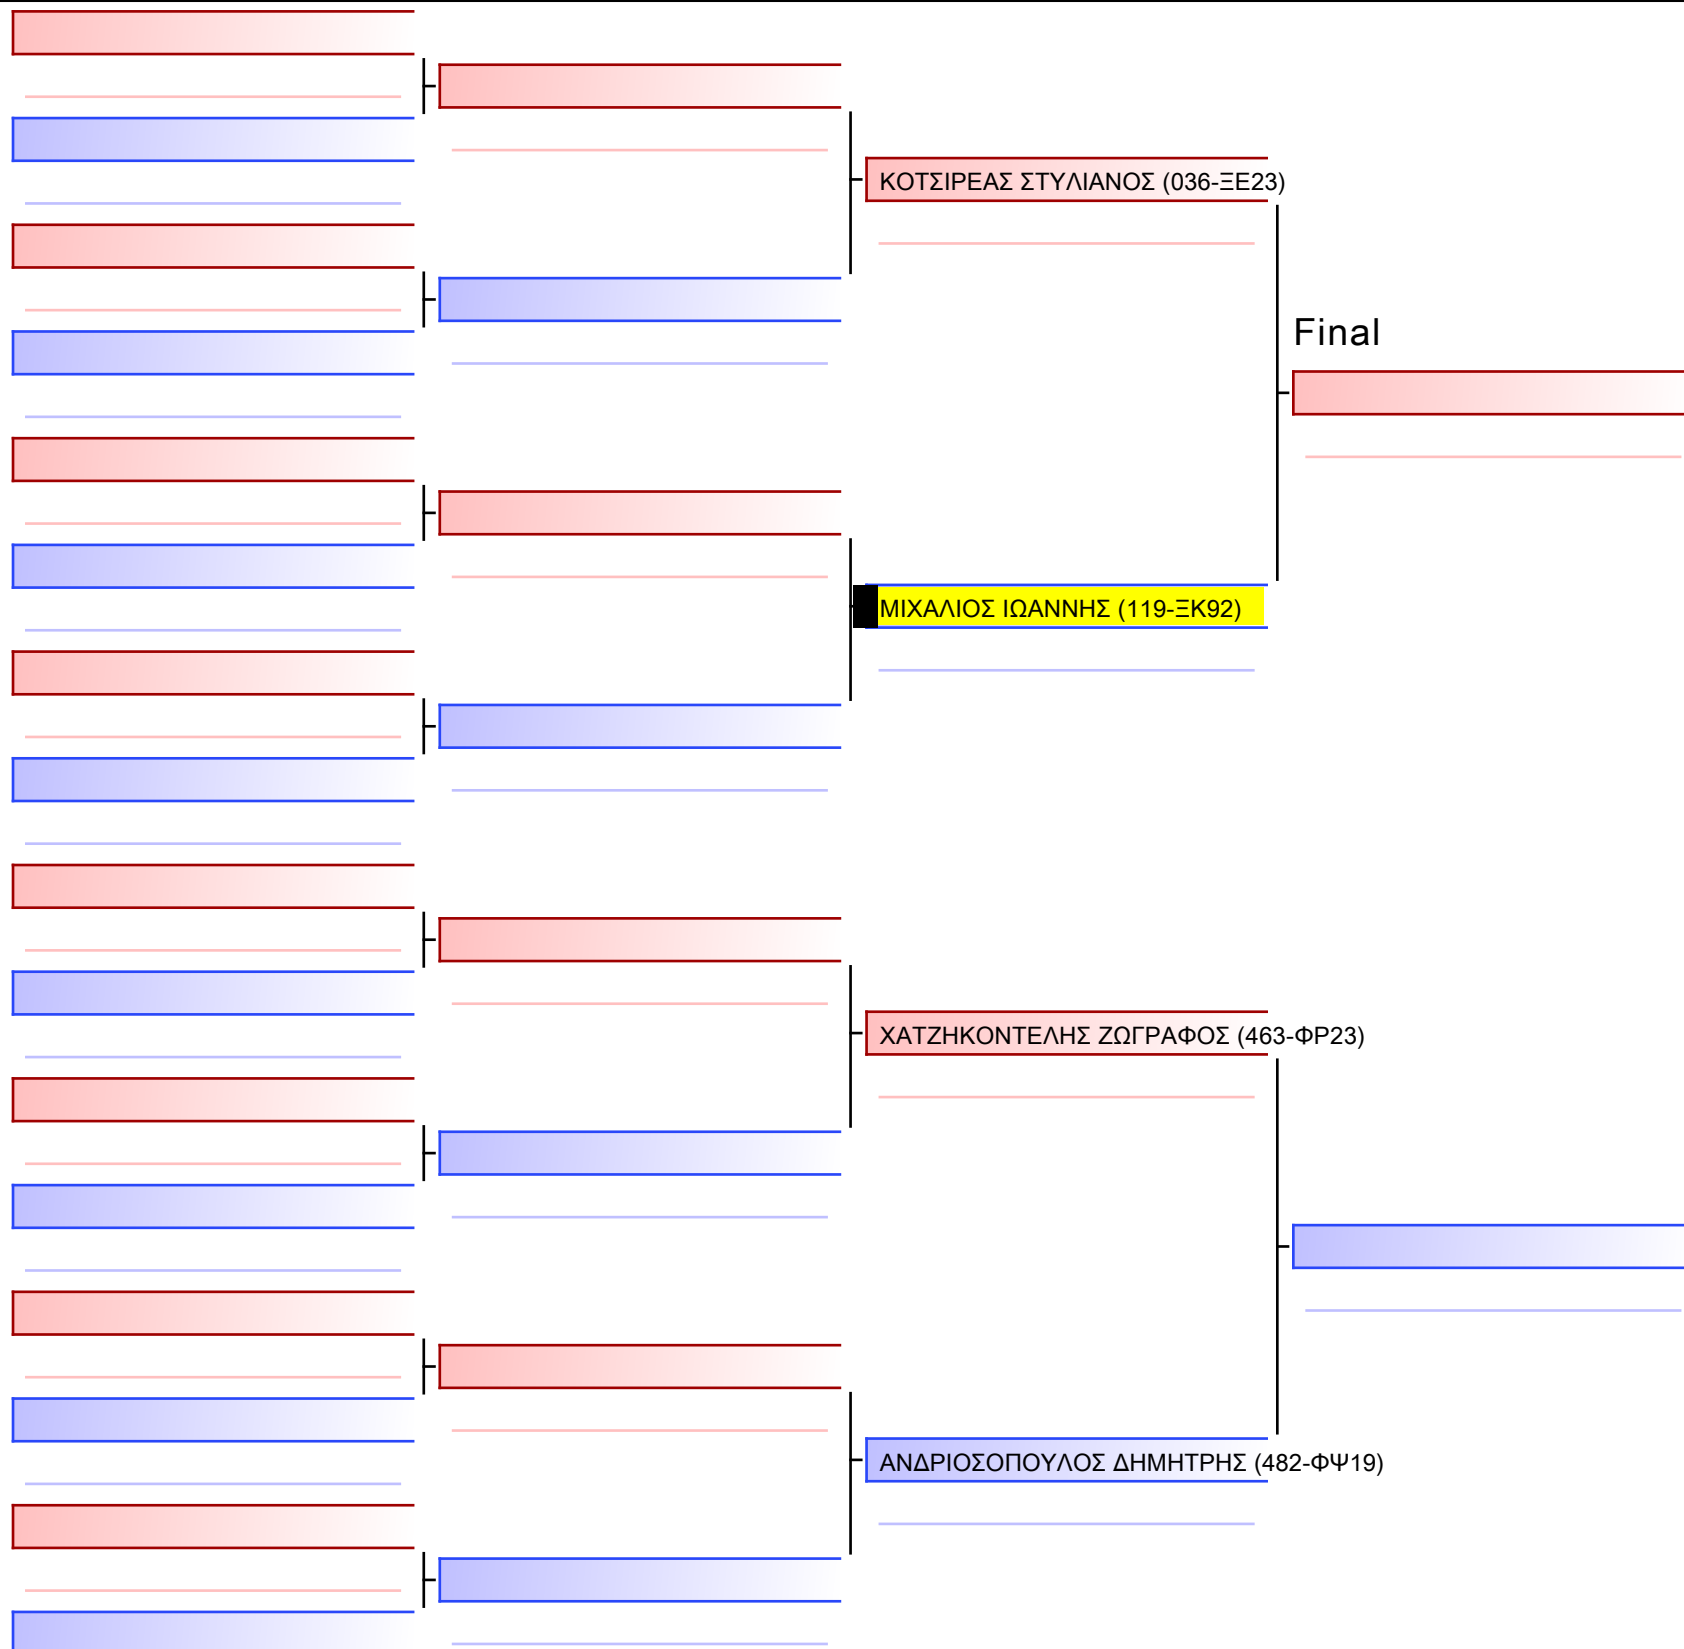 ΚΟΤΣΙΡΕΑΣ ΣΤΥΛΙΑΝΟΣ (036-ΞΕ23)
Final
ΜΙΧΑΛΙΟΣ ΙΩΑΝΝΗΣ (119-ΞΚ92)
ΧΑΤΖΗΚΟΝΤΕΛΗΣ ΖΩΓΡΑΦΟΣ (463-ΦΡ23)
ΑΝΔΡΙΟΣΟΠΟΥΛΟΣ ΔΗΜΗΤΡΗΣ (482-ΦΨ19)